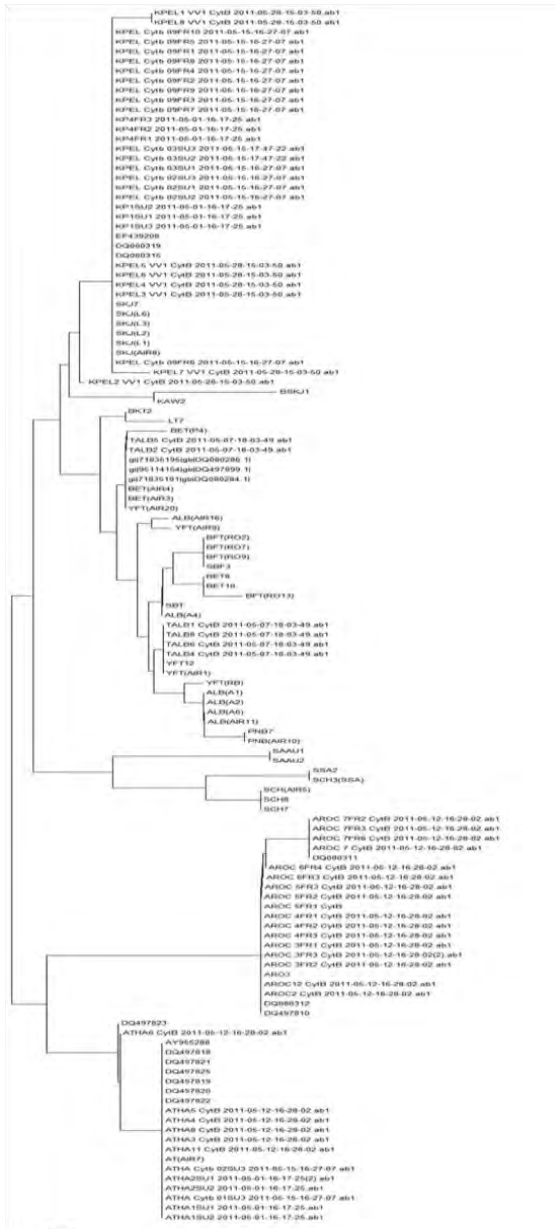 KPEL1 VV1 CytB 2011-05-28-15-03-50.ab1
KPEL8 VV1 CytB 2011-05-28-15-03-50.ab1
KPEL Cytb 09FR10 2011-05-15-16-27-07.ab1
KPEL Cytb 09FR5 2011-05-15-16-27-07.ab1
KPEL Cytb 09FR1 2011-05-15-16-27-07.ab1
KPEL Cytb 09FR8 2011-05-15-16-27-07.ab1
KPEL Cytb 09FR4 2011-05-15-16-27-07.ab1
KPEL Cytb 09FR2 2011-05-15-16-27-07.ab1
KPEL Cytb 09FR9 2011-05-15-16-27-07.ab1
KPEL Cytb 09FR3 2011-05-15-16-27-07.ab1
KPEL Cytb 09FR7 2011-05-15-16-27-07.ab1
KP4FR3 2011-05-01-16-17-25.ab1
KP4FR2 2011-05-01-16-17-25.ab1
KP4FR1 2011-05-01-16-17-25.ab1
KPEL Cytb 03SU3 2011-05-15-17-47-22.ab1
KPEL Cytb 03SU2 2011-05-15-17-47-22.ab1
KPEL Cytb 03SU1 2011-05-15-16-27-07.ab1
KPEL Cytb 02SU3 2011-05-15-16-27-07.ab1
KPEL Cytb 02SU1 2011-05-15-16-27-07.ab1
KPEL Cytb 02SU2 2011-05-15-16-27-07.ab1
KP1SU2 2011-05-01-16-17-25.ab1
KP1SU1 2011-05-01-16-17-25.ab1
KP1SU3 2011-05-01-16-17-25.ab1
EF439208
DQ080319
DQ080315
KPEL5 VV1 CytB 2011-05-28-15-03-50.ab1
KPEL6 VV1 CytB 2011-05-28-15-03-50.ab1
KPEL4 VV1 CytB 2011-05-28-15-03-50.ab1
KPEL3 VV1 CytB 2011-05-28-15-03-50.ab1
SKJ7
SKJ(L6)
SKJ(L3)
SKJ(L2)
SKJ(L1)
SKJ(AIR8)
KPEL Cytb 09FR6 2011-05-15-16-27-07.ab1
KPEL7 VV1 CytB 2011-05-28-15-03-50.ab1
KPEL2 VV1 CytB 2011-05-28-15-03-50.ab1
BSKJ1
KAW2
BKT2
LT7
BET(P4)
TALB5 CytB 2011-05-07-18-03-49.ab1
TALB2 CytB 2011-05-07-18-03-49.ab1
gi|71835195|gb|DQ080286.1|
gi|95114164|gb|DQ497899.1|
gi|71835191|gb|DQ080284.1|
BET(AIR4)
BET(AIR3)
YFT(AIR20)
ALB(AIR16)
YFT(AIR9)
BFT(RO2)
BFT(RO7)
BFT(RO9)
SBF3
BET8
BET10
BFT(RO13)
SBT
ALB(A4)
TALB1 CytB 2011-05-07-18-03-49.ab1
TALB8 CytB 2011-05-07-18-03-49.ab1
TALB6 CytB 2011-05-07-18-03-49.ab1
TALB4 CytB 2011-05-07-18-03-49.ab1
YFT12
YFT(AIR1)
YFT(BB)
ALB(A1)
ALB(A2)
ALB(A6)
ALB(AIR11)
PNB7
PNB(AIR10)
SAAU1
SAAU2
SSA2
SCH3(SSA)
SCH(AIR5)
SCH8
SCH7
AROC 7FR2 CytB 2011-05-12-16-28-02.ab1
AROC 7FR3 CytB 2011-05-12-16-28-02.ab1
AROC 7FR6 CytB 2011-05-12-16-28-02.ab1
AROC 7 CytB 2011-05-12-16-28-02.ab1
DQ080311
AROC 6FR4 CytB 2011-05-12-16-28-02.ab1
AROC 6FR3 CytB 2011-05-12-16-28-02.ab1
AROC 5FR3 CytB 2011-05-12-16-28-02.ab1
AROC 5FR2 CytB 2011-05-12-16-28-02.ab1
AROC 5FR1 CytB
AROC 4FR1 CytB 2011-05-12-16-28-02.ab1
AROC 4FR2 CytB 2011-05-12-16-28-02.ab1
AROC 4FR3 CytB 2011-05-12-16-28-02.ab1
AROC 3FR1 CytB 2011-05-12-16-28-02.ab1
AROC 3FR3 CytB 2011-05-12-16-28-02(2).ab1
AROC 3FR2 CytB 2011-05-12-16-28-02.ab1
ARO3
AROC12 CytB 2011-05-12-16-28-02.ab1
AROC2 CytB 2011-05-12-16-28-02.ab1
DQ080312
DQ497810
DQ497823
ATHA6 CytB 2011-05-12-16-28-02.ab1
AY965288
DQ497818
DQ497821
DQ497825
DQ497819
DQ497820
DQ497822
ATHA5 CytB 2011-05-12-16-28-02.ab1
ATHA4 CytB 2011-05-12-16-28-02.ab1
ATHA8 CytB 2011-05-12-16-28-02.ab1
ATHA3 CytB 2011-05-12-16-28-02.ab1
ATHA11 CytB 2011-05-12-16-28-02.ab1
AT(AIR7)
ATHA Cytb 02SU3 2011-05-15-16-27-07.ab1
ATHA2SU1 2011-05-01-16-17-25(2).ab1
ATHA2SU2 2011-05-01-16-17-25.ab1
ATHA Cytb 01SU3 2011-05-15-16-27-07.ab1
ATHA1SU1 2011-05-01-16-17-25.ab1
ATHA1SU2 2011-05-01-16-17-25.ab1